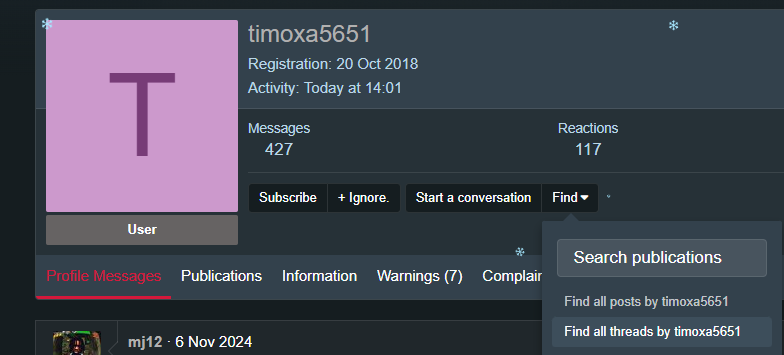 T
timoxa5651
Registration: 20 Oct 2018
Activity: Today at 14:01
Messages
427
Reactions
117
Subscribe + Ignore. Start a conversation Find
User
Search publications
Profile Messages Publications Information Warnings (7) Complain
Find all posts by timoxa5651
Find all threads by timoxa5651
mj12 · 6 Nov 2024